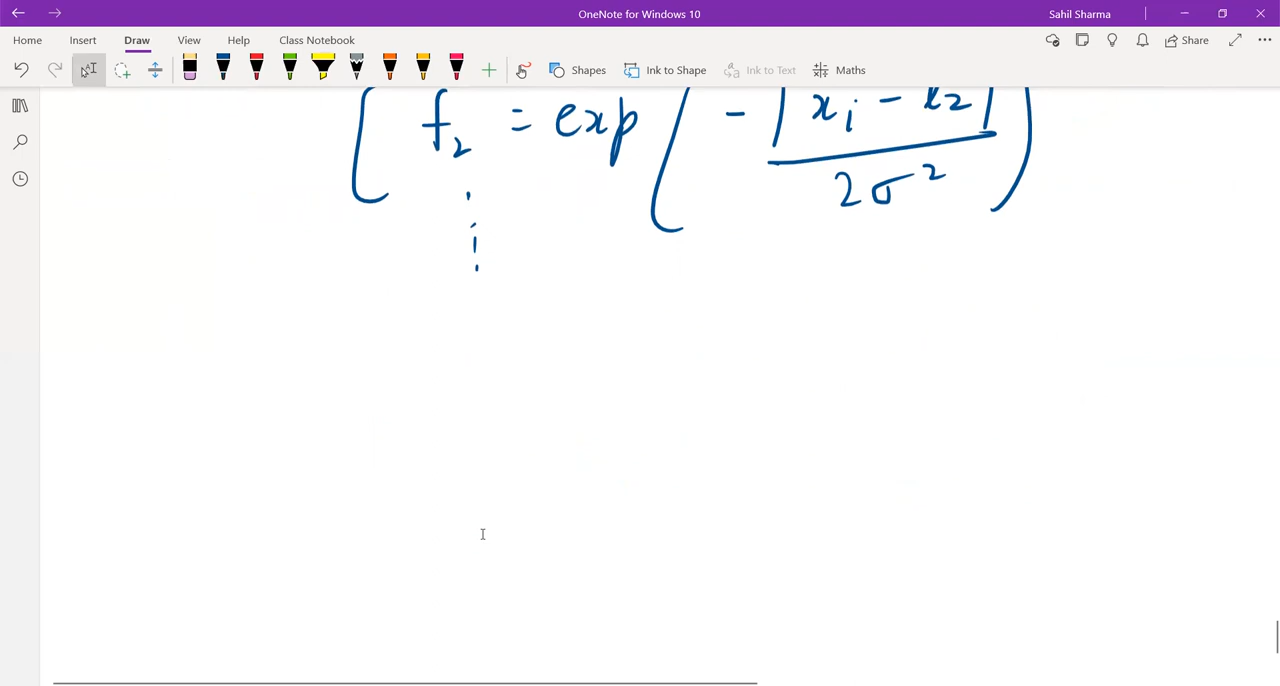 OneNote for Windows 10
Sahil Sharma
Home Insert Draw View Help Class Notebook
Share
Shapes Ink to Shape Ink to Text Maths
f₂ = exp ( - | xᵢ - l₂ |
2σ² )